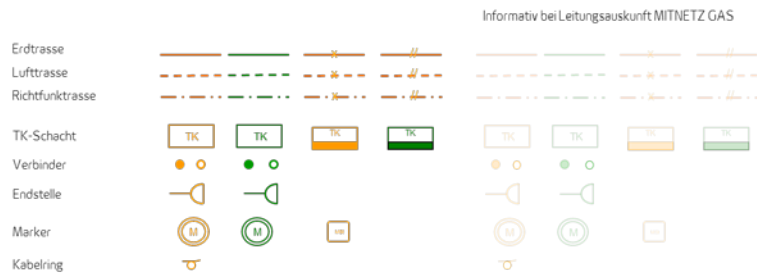 Informativ bei Leitungsauskunft MITNETZ GAS
Erdtrasse x // x //
Lufttrasse x // x //
Richtfunktrasse x // x //
TK-Schacht TK TK TK TK TK TK TK TK
Verbinder
Endstelle
Marker M M M M
Kabelring